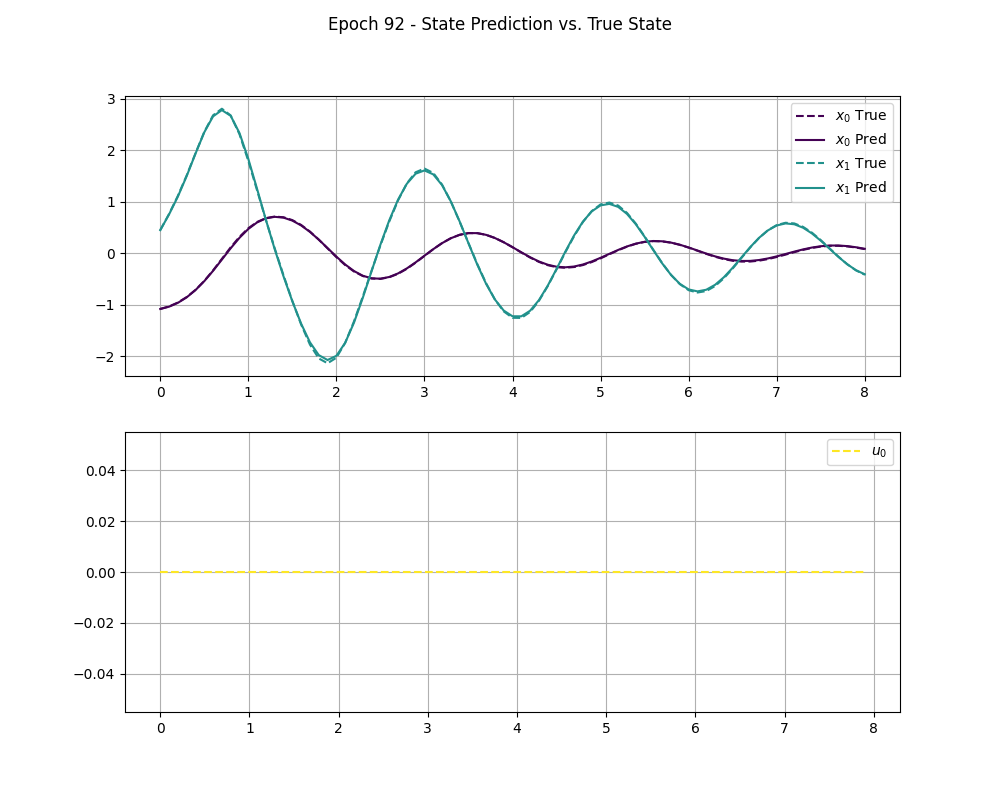 Epoch 92 - State Prediction vs. True State
3
2
1
0
−1
−2
x₀ True
x₀ Pred
x₁ True
x₁ Pred
0 1 2 3 4 5 6 7 8
0.04
0.02
0.00
−0.02
−0.04
u₀
0 1 2 3 4 5 6 7 8